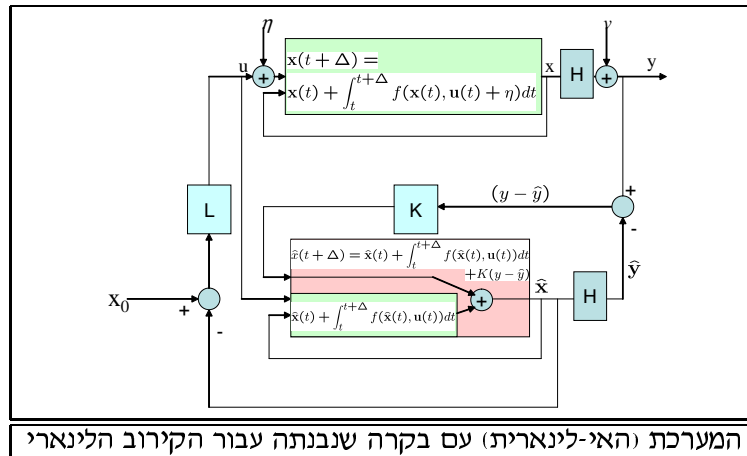 η
ν
u
+
x(t + Δ) =
x(t) + ∫_t^{t+Δ} f(x(t), u(t) + η)dt
x
H
+
y
L
K
(y − ŷ)
+
-
x̂(t + Δ) = x̂(t) + ∫_t^{t+Δ} f(x̂(t), u(t))dt
+K(y − ŷ)
x̂(t) + ∫_t^{t+Δ} f(x̂(t), u(t))dt
+
x̂
H
ŷ
x₀
+
-
המערכת (האי-לינארית) עם בקרה שנבנתה עבור הקירוב הלינארי